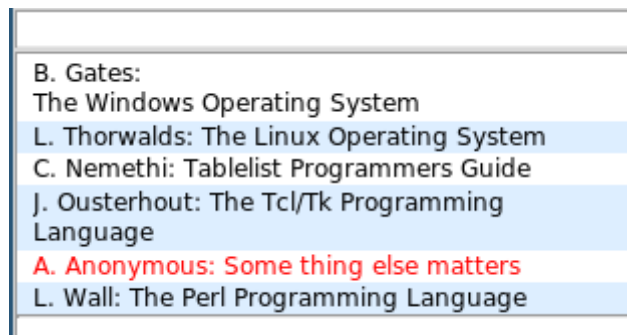 B. Gates:
The Windows Operating System
L. Thorwalds: The Linux Operating System
C. Nemethi: Tablelist Programmers Guide
J. Ousterhout: The Tcl/Tk Programming
Language
A. Anonymous: Some thing else matters
L. Wall: The Perl Programming Language